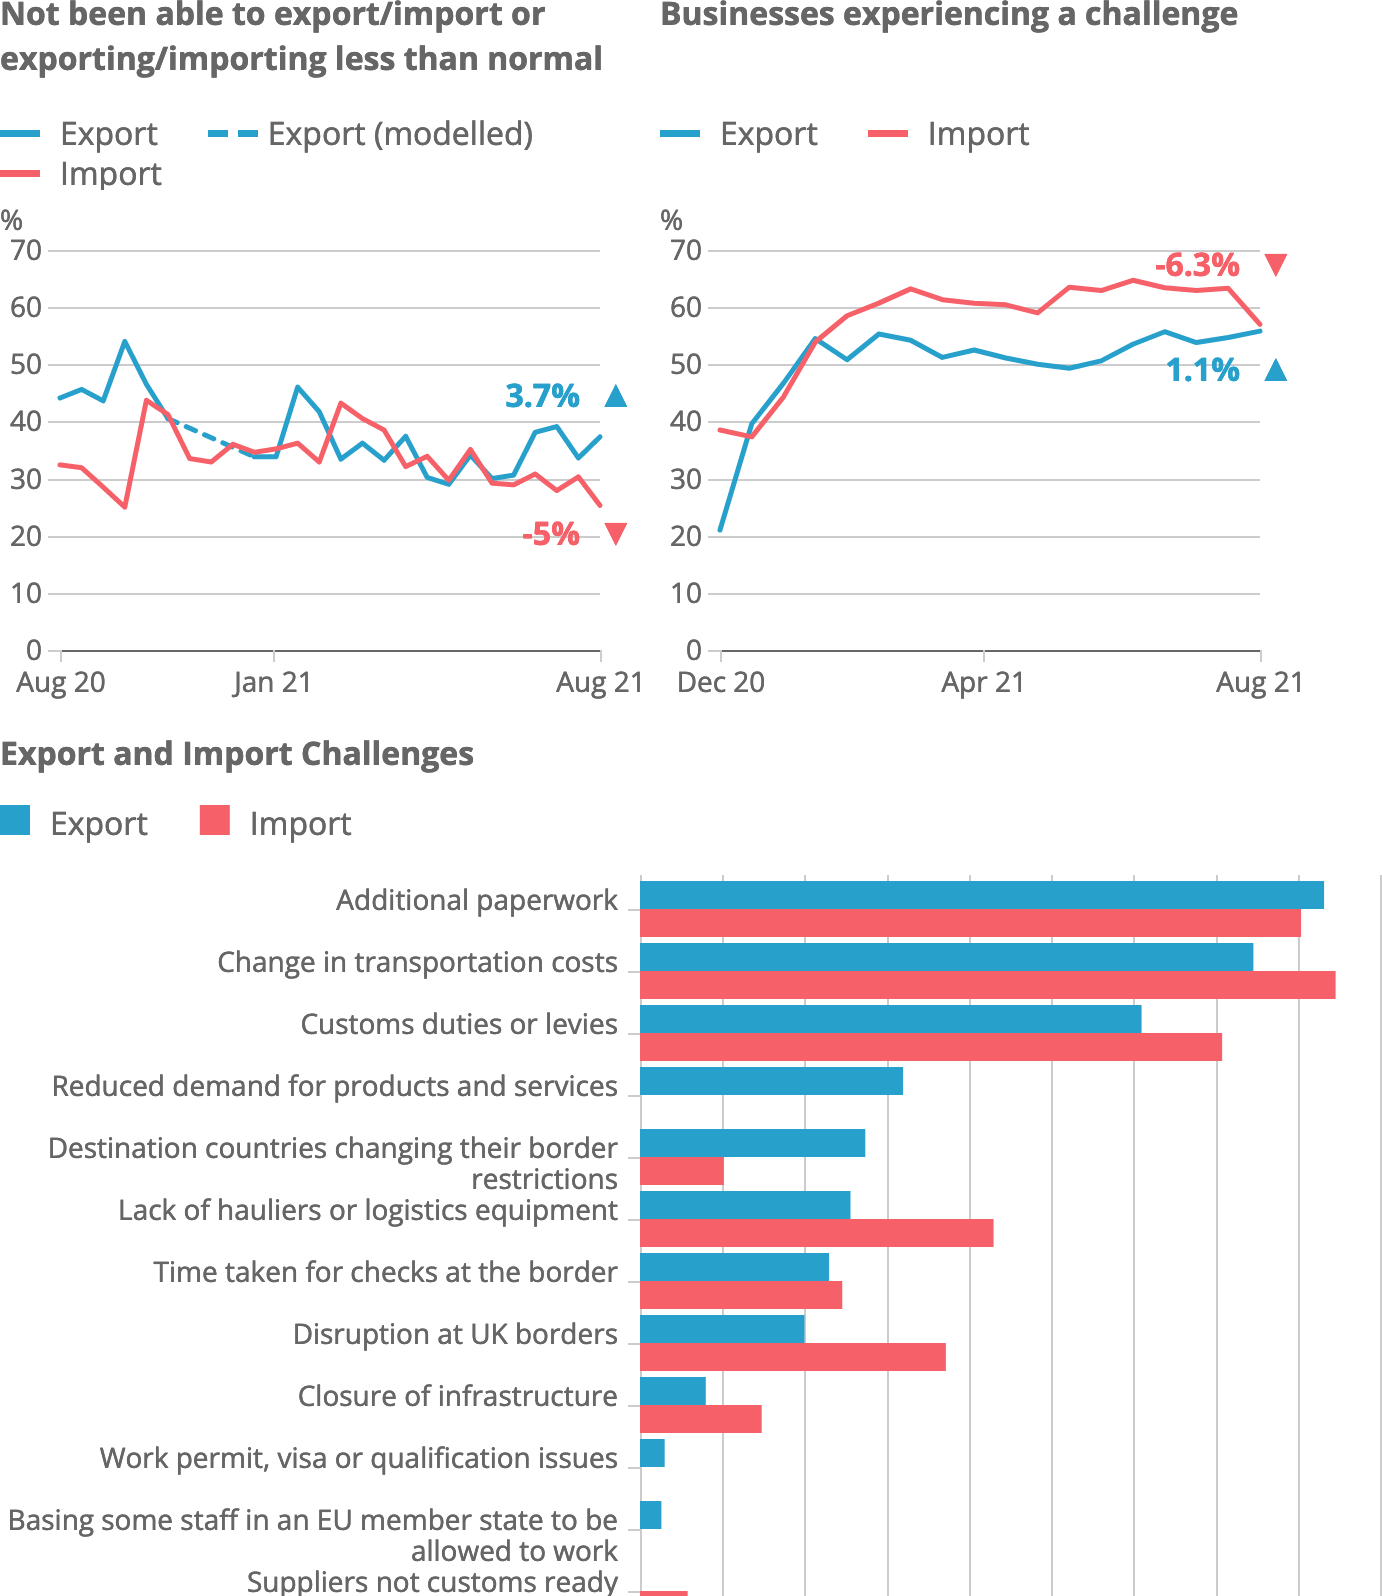 Not been able to export/import or
exporting/importing less than normal
Export
Export (modelled)
Import
%
70
60
50
40
30
20
10
0
3.7% ▲
-5% ▼
Aug 20
Jan 21
Aug 21
Businesses experiencing a challenge
Export
Import
%
70
60
50
40
30
20
10
0
-6.3% ▼
1.1% ▲
Dec 20
Apr 21
Aug 21
Export and Import Challenges
Export
Import
Additional paperwork
Change in transportation costs
Customs duties or levies
Reduced demand for products and services
Destination countries changing their border
restrictions
Lack of hauliers or logistics equipment
Time taken for checks at the border
Disruption at UK borders
Closure of infrastructure
Work permit, visa or qualification issues
Basing some staff in an EU member state to be
allowed to work
Suppliers not customs ready